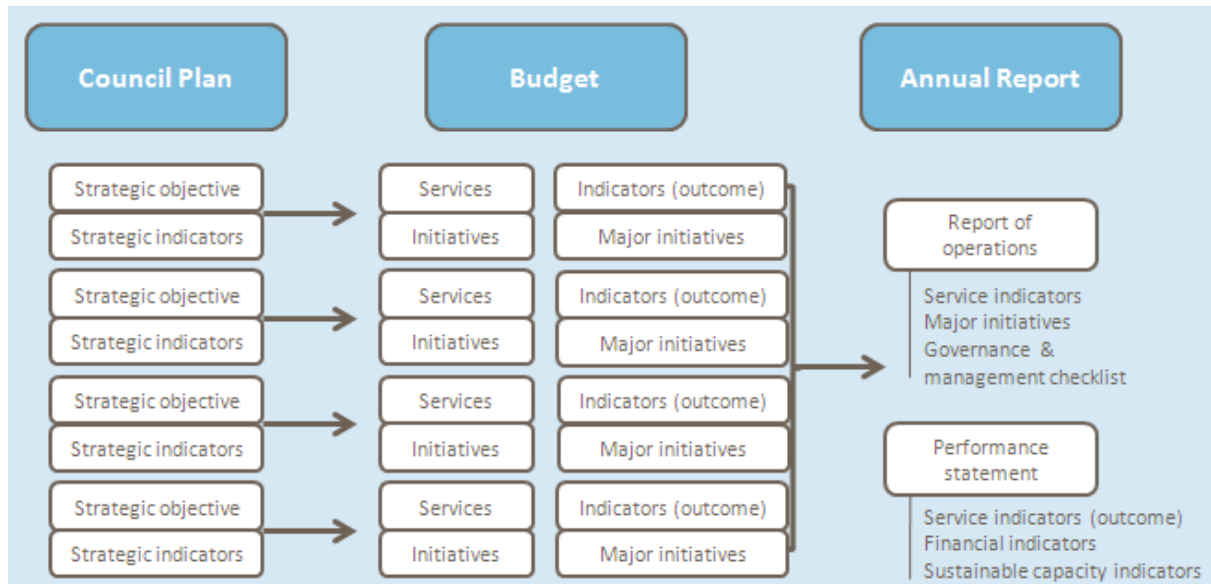 Council Plan
Budget
Annual Report
Strategic objective
Strategic indicators
Strategic objective
Strategic indicators
Strategic objective
Strategic indicators
Strategic objective
Strategic indicators
Services
Initiatives
Services
Initiatives
Services
Initiatives
Services
Initiatives
Indicators (outcome)
Major initiatives
Indicators (outcome)
Major initiatives
Indicators (outcome)
Major initiatives
Indicators (outcome)
Major initiatives
Report of
operations
Service indicators
Major initiatives
Governance &
management checklist
Performance
statement
Service indicators (outcome)
Financial indicators
Sustainable capacity indicators